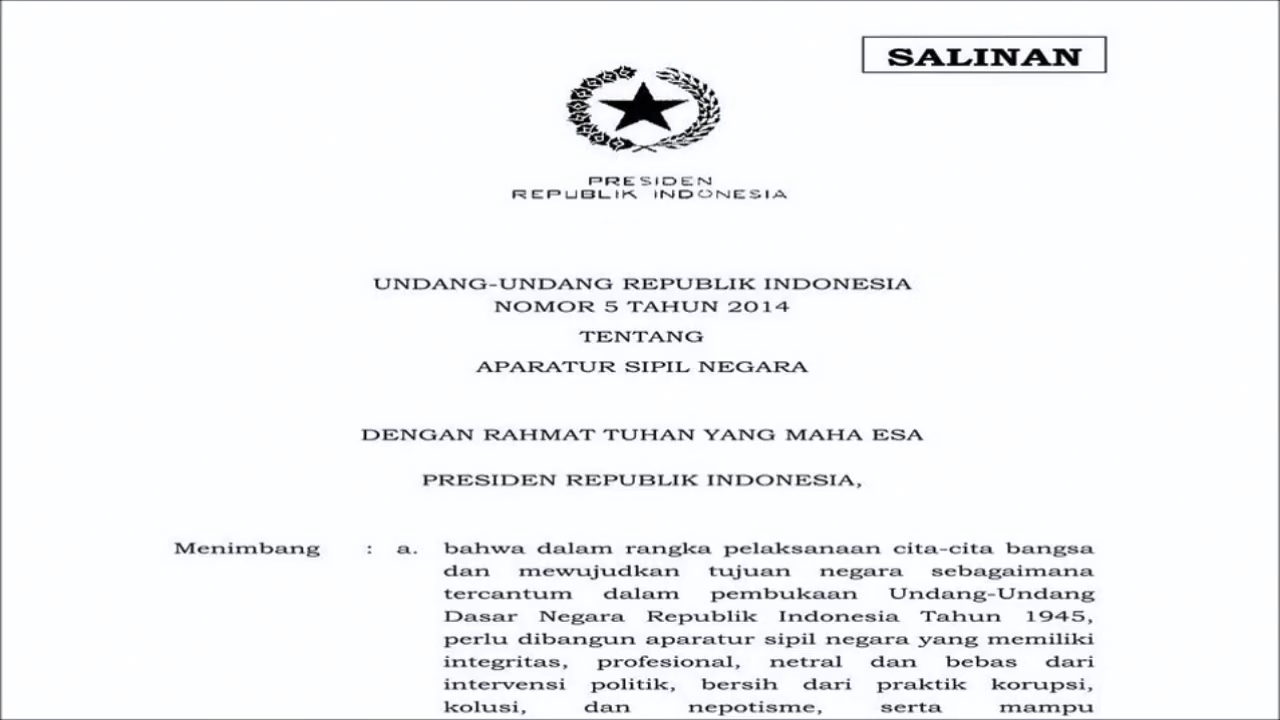 SALINAN
PRESIDEN
REPUBLIK INDONESIA
UNDANG-UNDANG REPUBLIK INDONESIA
NOMOR 5 TAHUN 2014
TENTANG
APARATUR SIPIL NEGARA
DENGAN RAHMAT TUHAN YANG MAHA ESA
PRESIDEN REPUBLIK INDONESIA,
Menimbang : a. bahwa dalam rangka pelaksanaan cita-cita bangsa
dan mewujudkan tujuan negara sebagaimana
tercantum dalam pembukaan Undang-Undang
Dasar Negara Republik Indonesia Tahun 1945,
perlu dibangun aparatur sipil negara yang memiliki
integritas, profesional, netral dan bebas dari
intervensi politik, bersih dari praktik korupsi,
kolusi, dan nepotisme, serta mampu